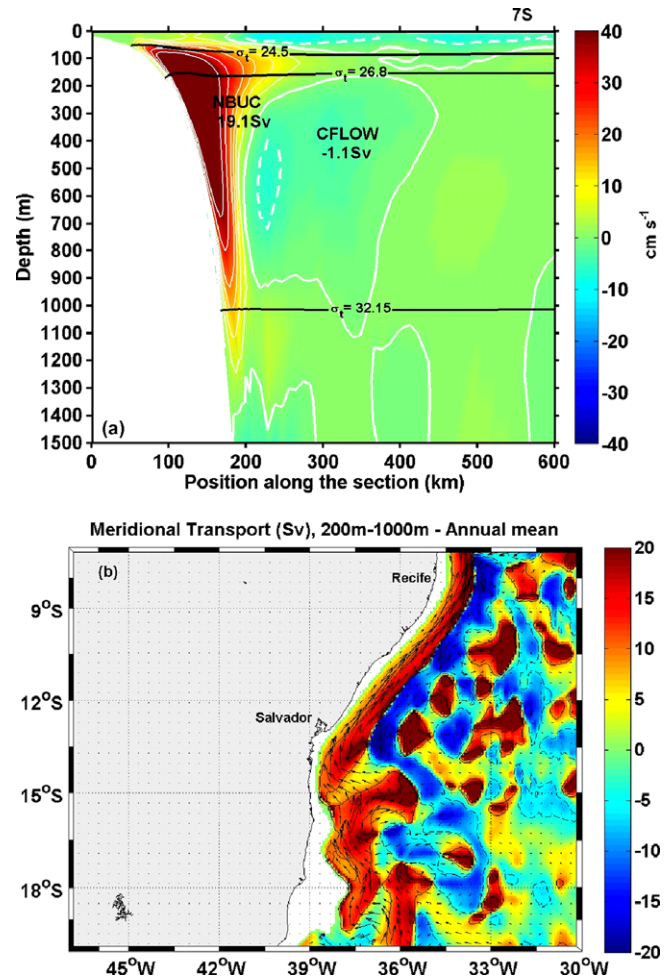 7S
0
100
200
300
400
500
600
700
800
900
1000
1100
1200
1300
1400
1500
Depth (m)
σt= 24.5
σt= 26.8
NBUC
19.1Sv
CFLOW
-1.1Sv
σt= 32.15
(a)
0 100 200 300 400 500 600
Position along the section (km)
40
30
20
10
0
-10
-20
-30
-40
cm s-1
Meridional Transport (Sv), 200m-1000m - Annual mean
(b)
Recife
Salvador
9°S
12°S
15°S
18°S
45°W 42°W 39°W 36°W 33°W 30°W
20
15
10
5
0
-5
-10
-15
-20